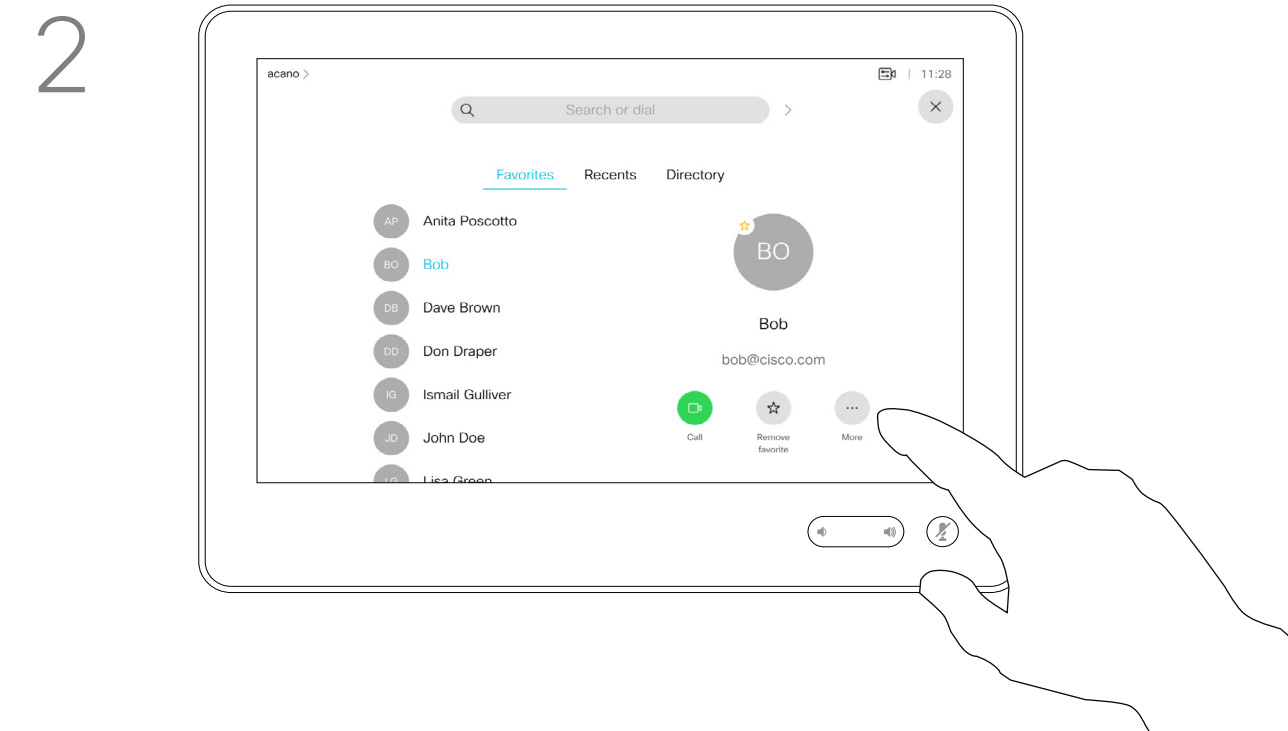 2
acano >
11:28
Search or dial
Favorites Recents Directory
AP Anita Poscotto
BO Bob
DB Dave Brown
DD Don Draper
IG Ismail Gulliver
JD John Doe
LG Lisa Green
BO
Bob
bob@cisco.com
Call
Remove
favorite
More